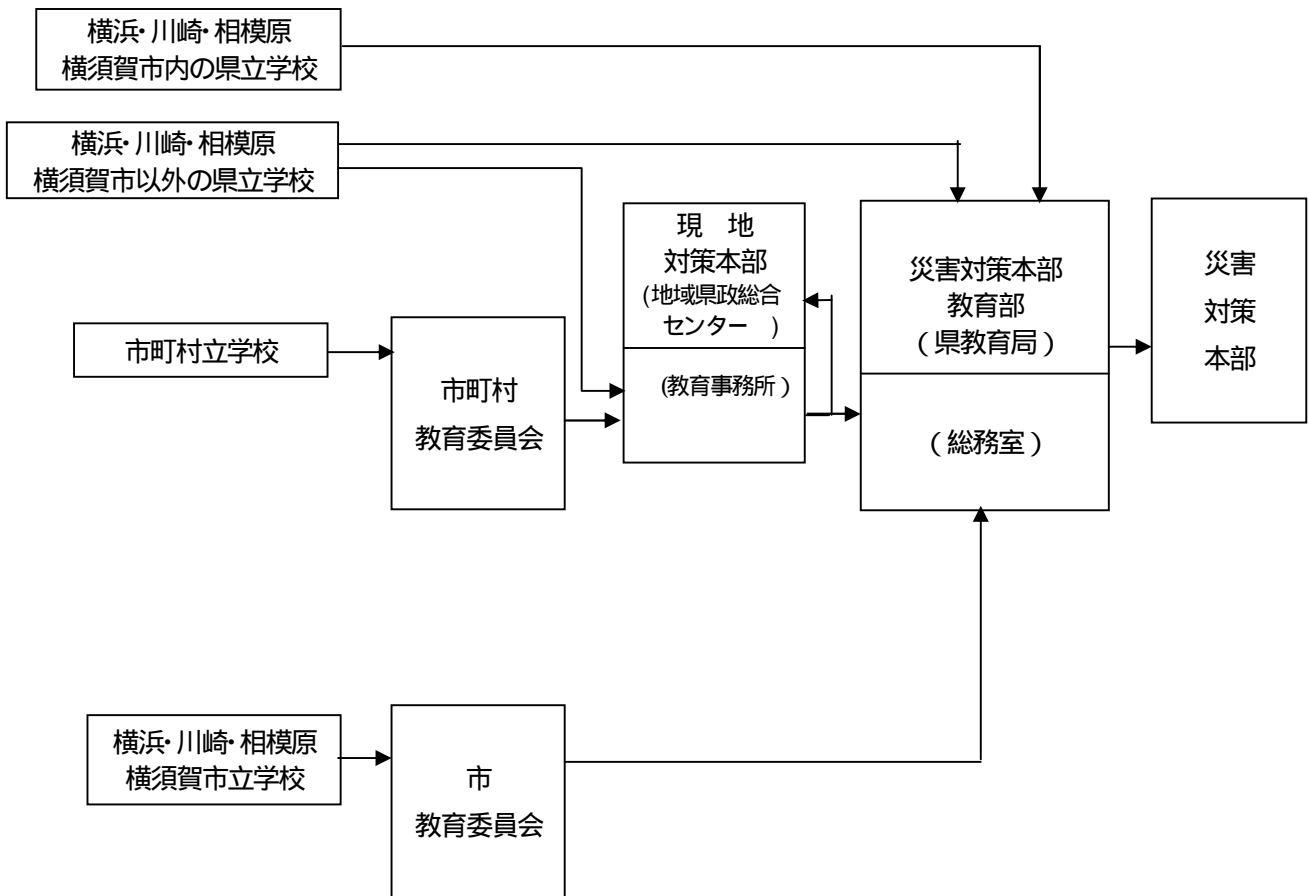 横浜・川崎・相模原
横須賀市内の県立学校
横浜・川崎・相模原
横須賀市以外の県立学校
市町村立学校
市町村
教育委員会
現　地
対策本部
(地域県政総合
センター　)
(教育事務所)
災害対策本部
教育部
(県教育局)
(総務室)
災害
対策
本部
横浜・川崎・相模原
横須賀市立学校
市
教育委員会